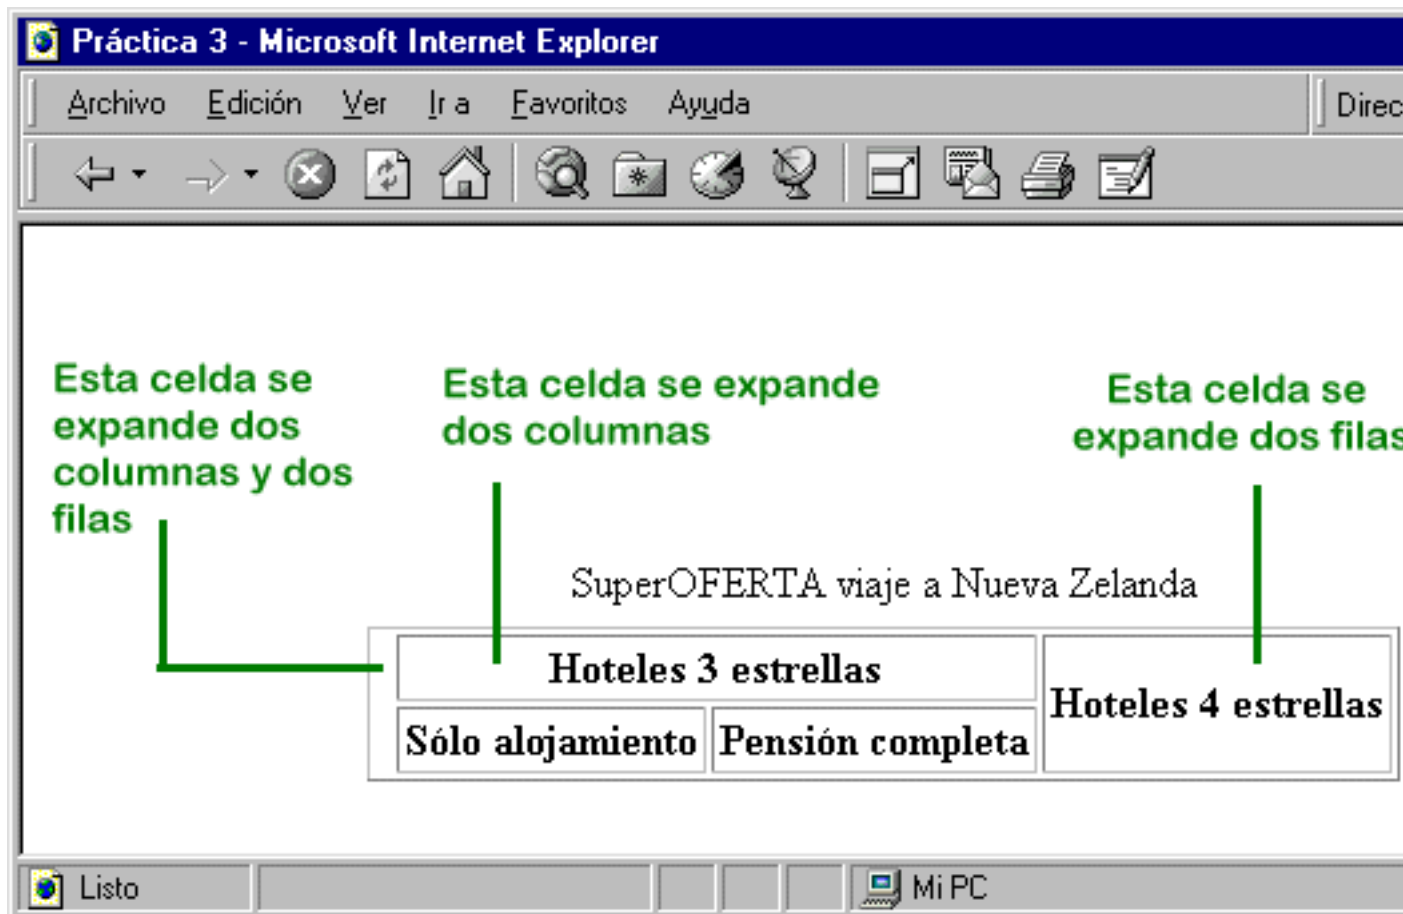 Práctica 3 - Microsoft Internet Explorer
Archivo Edición Ver Ir a Favoritos Ayuda Direc
Esta celda se
expande dos
columnas y dos
filas
Esta celda se expande
dos columnas
Esta celda se
expande dos filas
SuperOFERTA viaje a Nueva Zelanda
Hoteles 3 estrellas
Hoteles 4 estrellas
Sólo alojamiento Pensión completa
Listo Mi PC